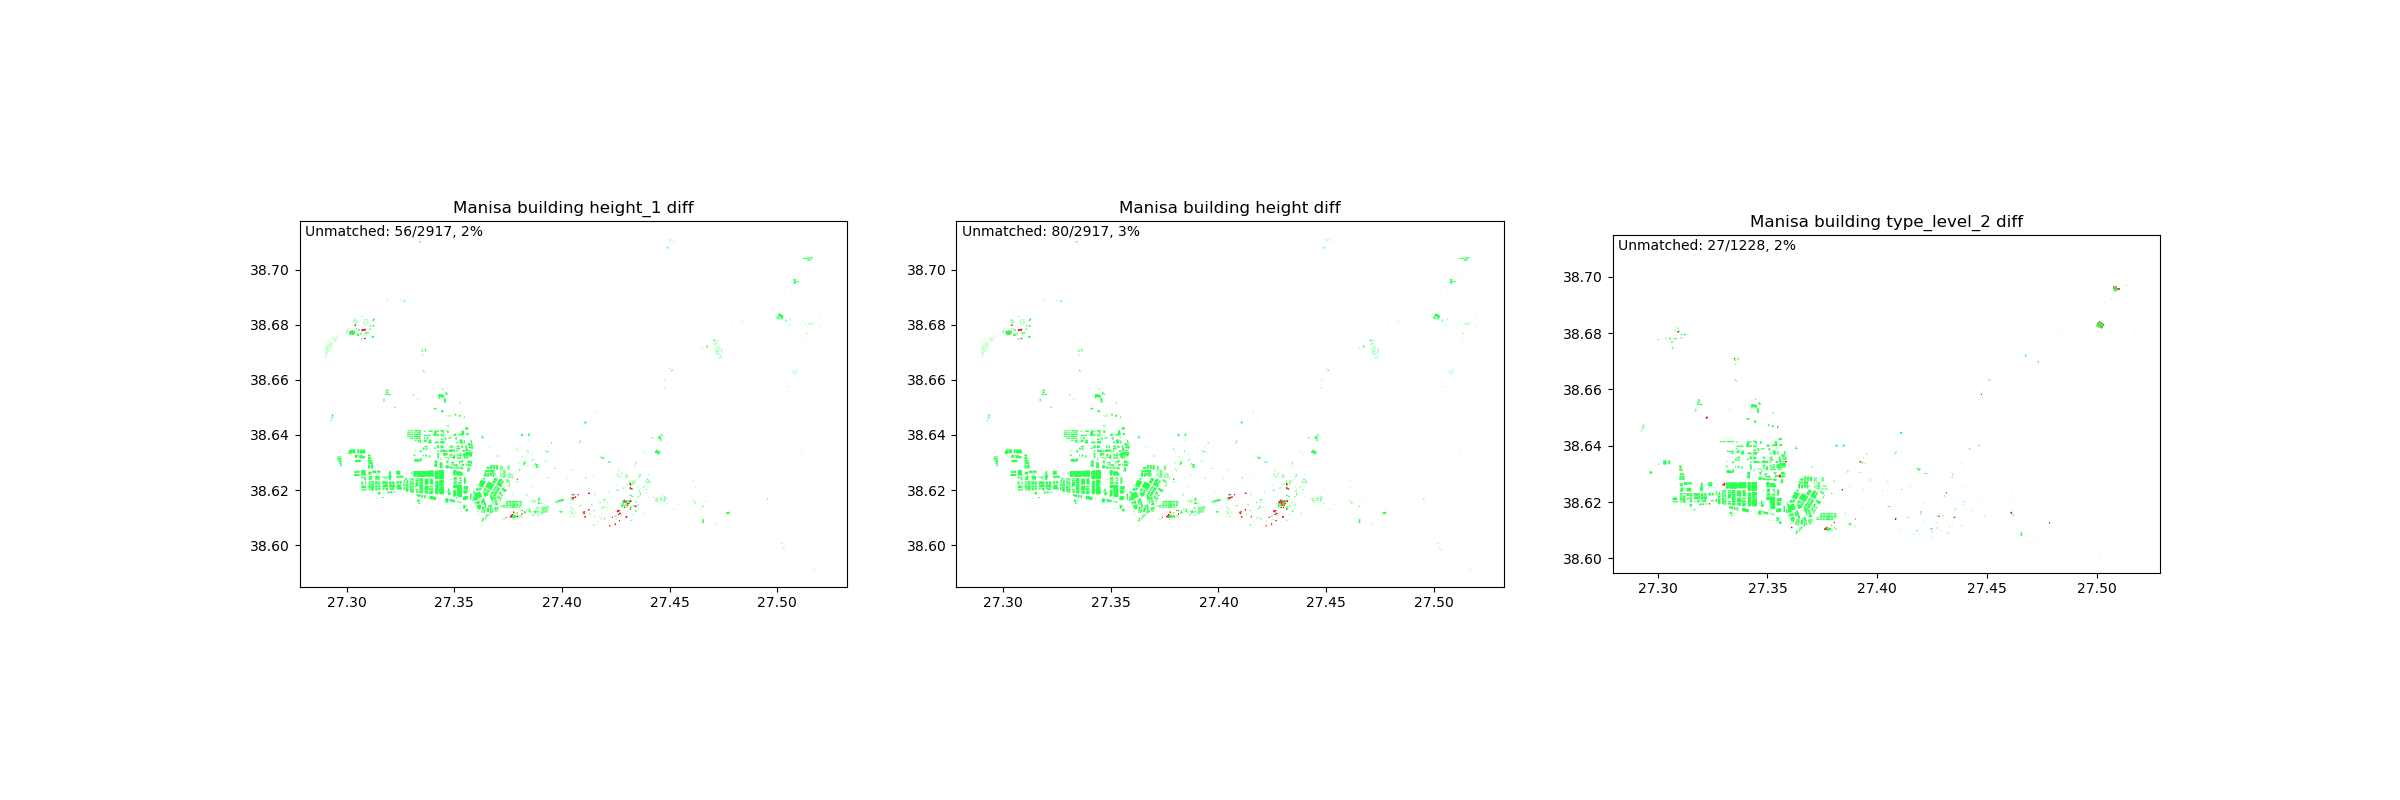 Manisa building height_1 diff
Unmatched: 56/2917, 2%
38.70
38.68
38.66
38.64
38.62
38.60
27.30 27.35 27.40 27.45 27.50
Manisa building height diff
Unmatched: 80/2917, 3%
38.70
38.68
38.66
38.64
38.62
38.60
27.30 27.35 27.40 27.45 27.50
Manisa building type_level_2 diff
Unmatched: 27/1228, 2%
38.70
38.68
38.66
38.64
38.62
38.60
27.30 27.35 27.40 27.45 27.50